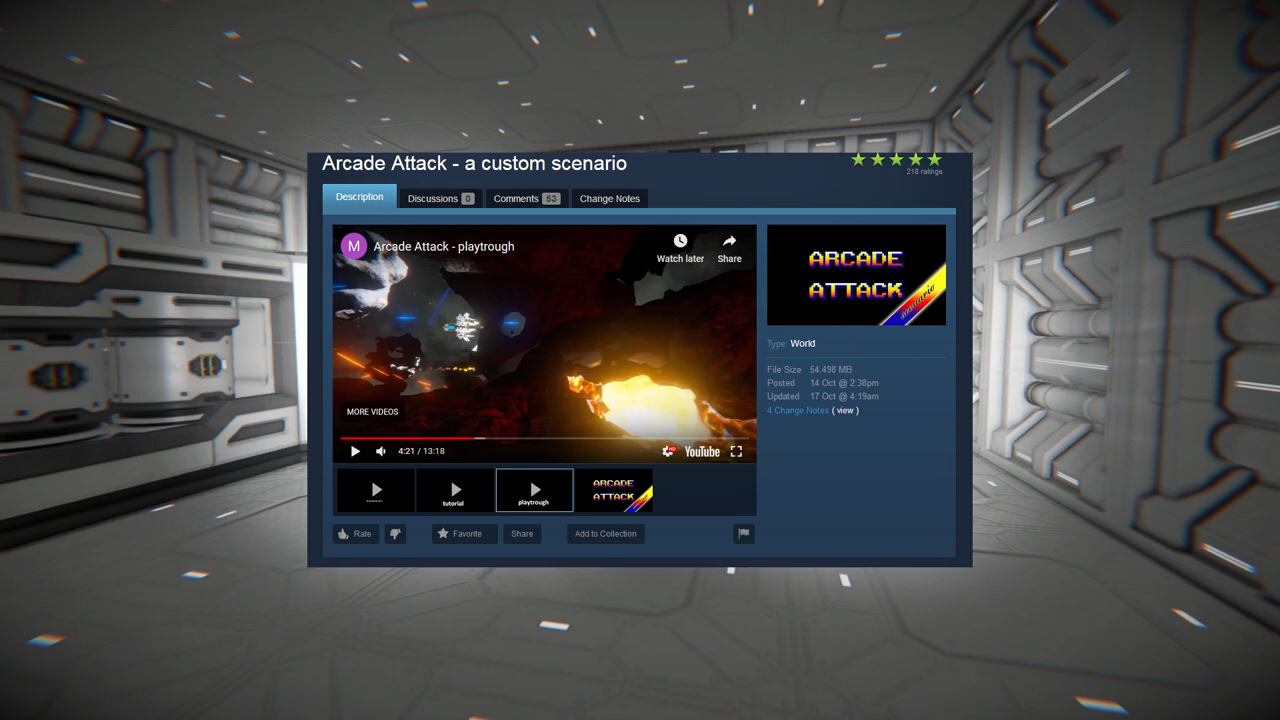 Arcade Attack - a custom scenario
218 ratings
Description
Discussions 0
Comments 53
Change Notes
M
Arcade Attack - playtrough
Watch later
Share
MORE VIDEOS
4:21 / 13:18
HD
YouTube
tutorial
playtrough
ARCADE
ATTACK
Rate
Favorite
Share
Add to Collection
ARCADE
ATTACK
scenario
Type: World
File Size 54.498 MB
Posted 14 Oct @ 2:38pm
Updated 17 Oct @ 4:19am
4 Change Notes ( view )